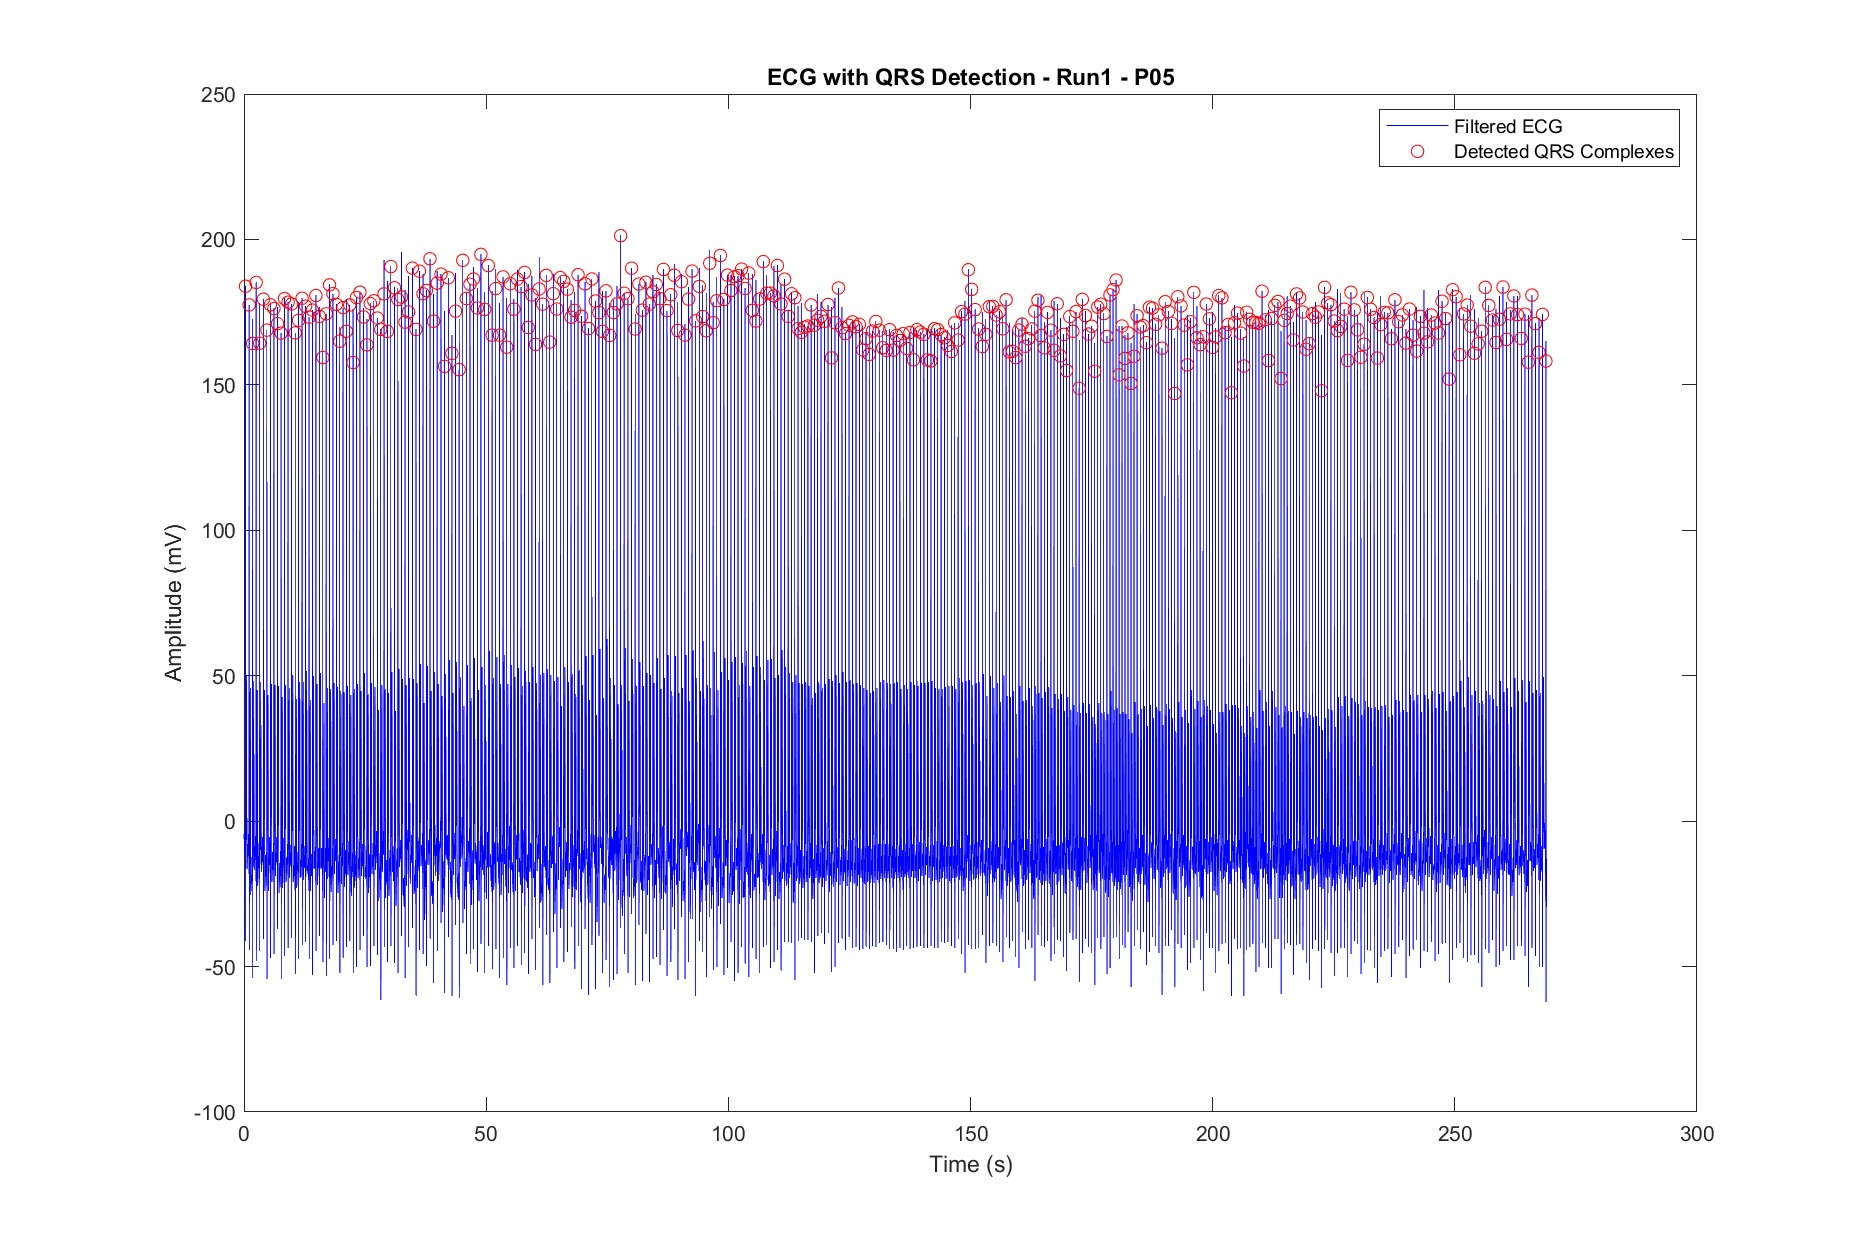 ECG with QRS Detection - Run1 - P05
Filtered ECG
Detected QRS Complexes
250
200
150
100
50
0
-50
-100
Amplitude (mV)
0 50 100 150 200 250 300
Time (s)